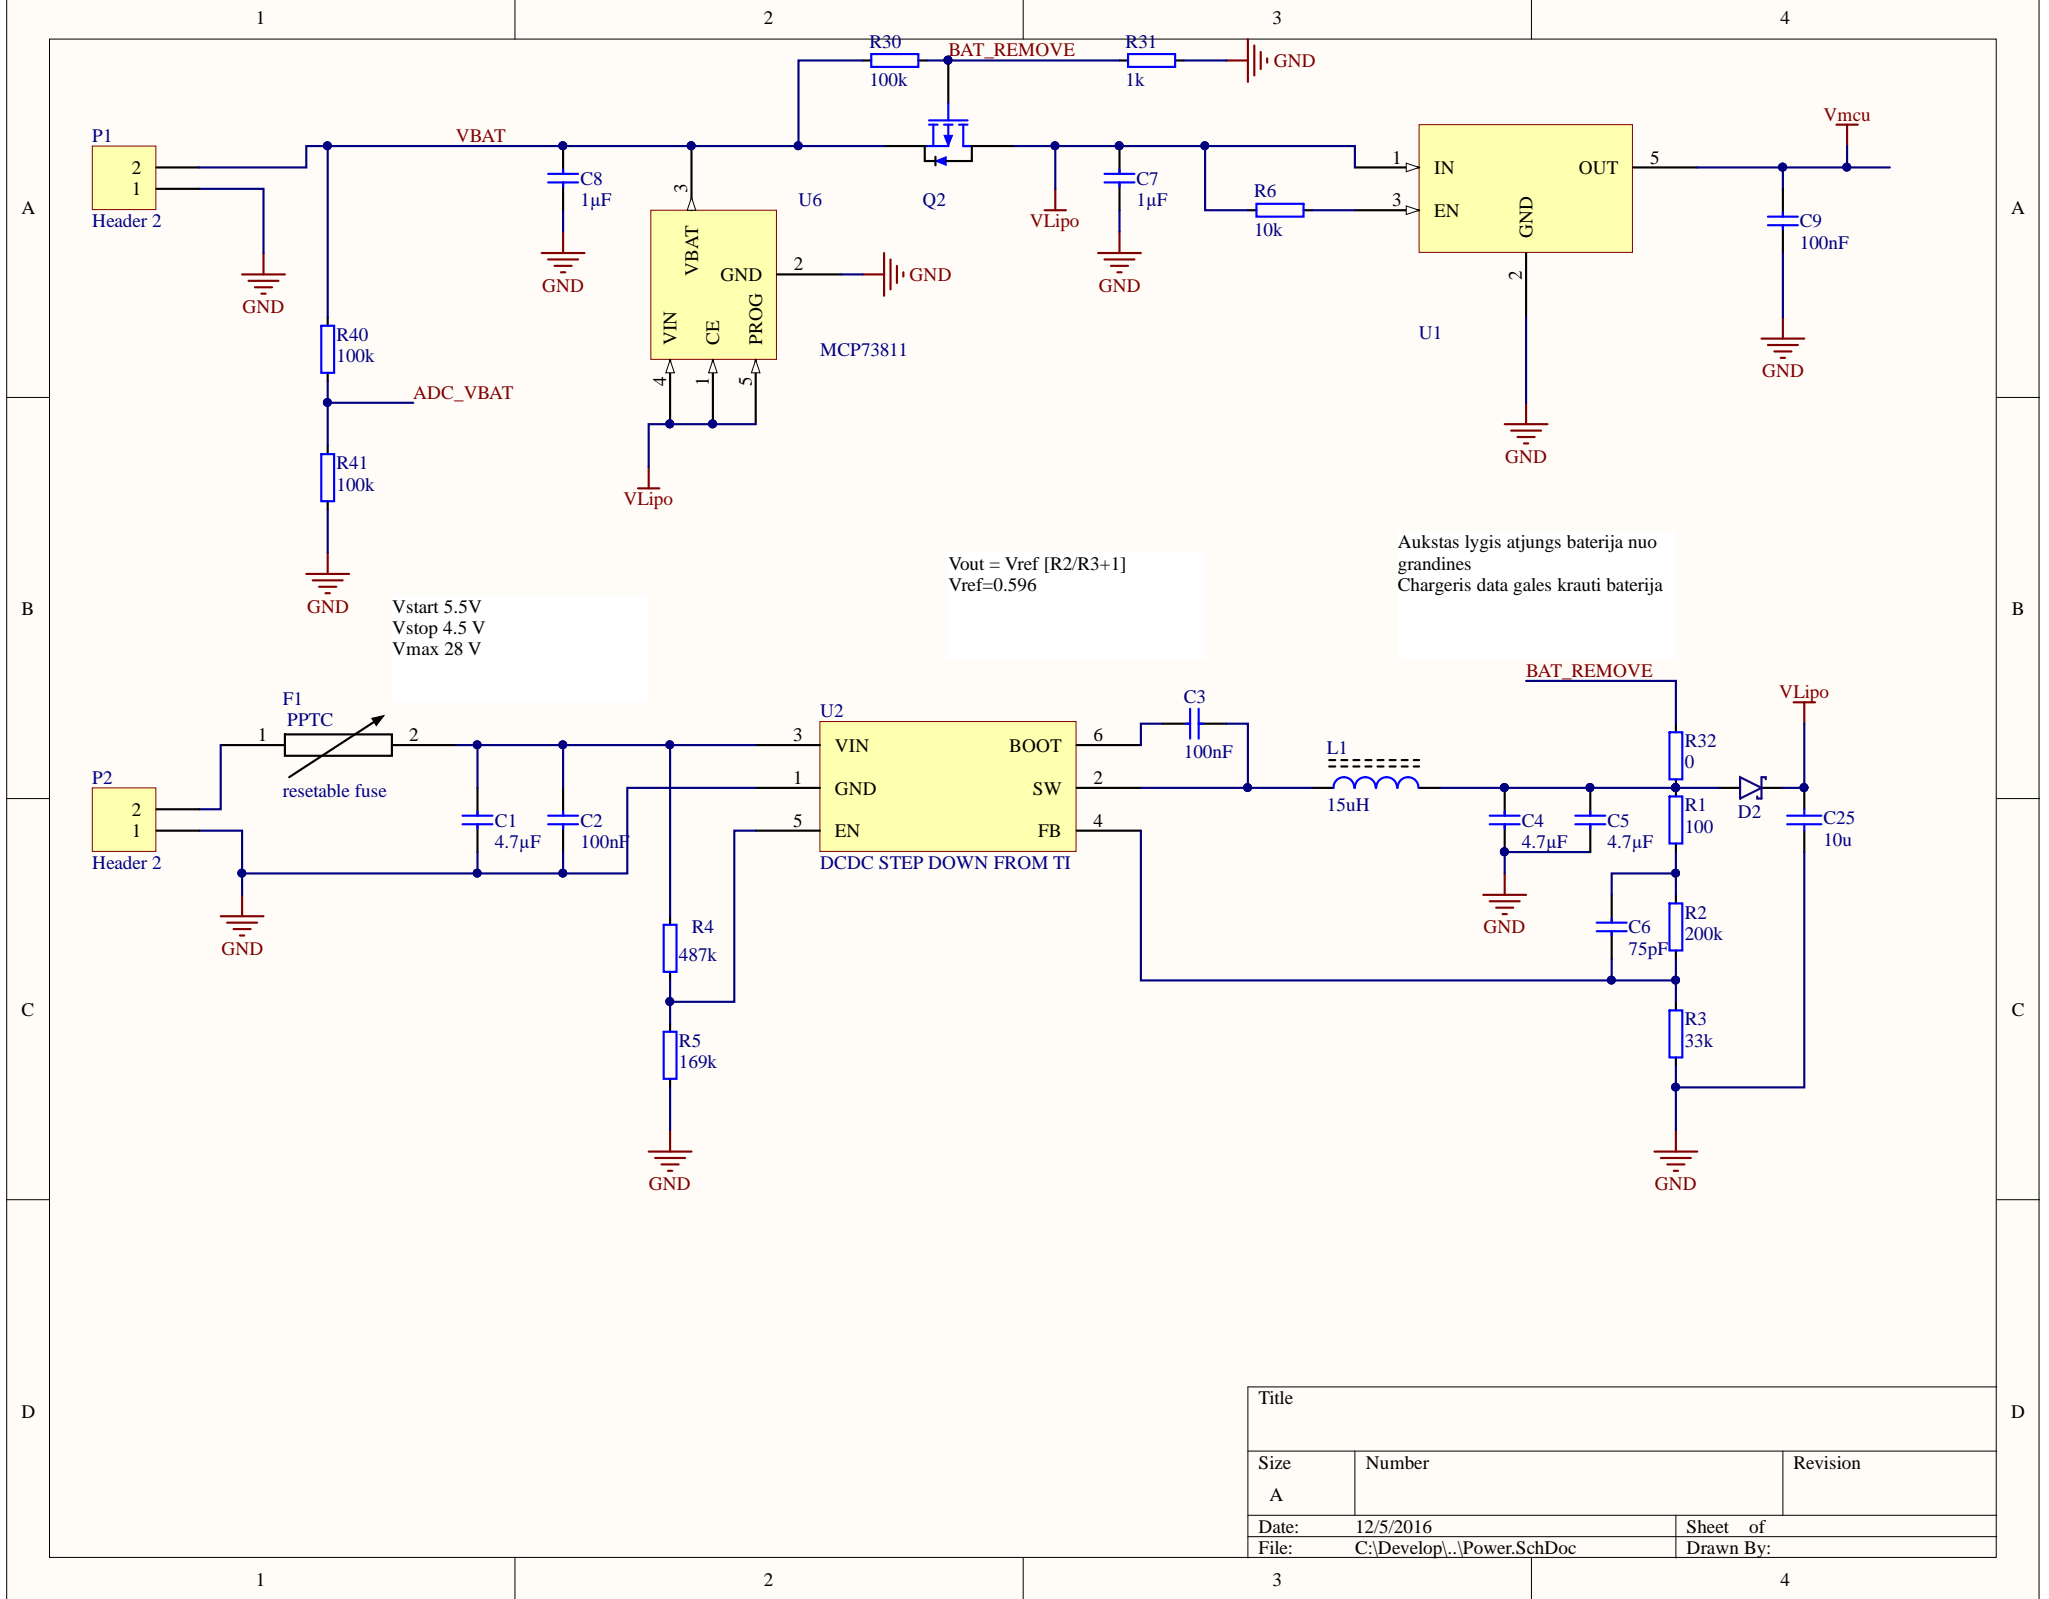 1
2
3
4
A
A
B
B
C
C
D
D
1
2
3
4
R30
100k
BAT_REMOVE
R31
1k
GND
P1
2
1
Header 2
GND
VBAT
C8
1µF
GND
3
U6
VBAT
GND
2
GND
VIN
CE
PROG
4
1
5
MCP73811
VLipo
Q2
VLipo
C7
1µF
GND
R6
10k
1
IN
3
EN
OUT
5
GND
2
U1
GND
Vmcu
C9
100nF
GND
R40
100k
ADC_VBAT
R41
100k
GND
Vstart 5.5V
Vstop 4.5 V
Vmax 28 V
Vout = Vref [R2/R3+1]
Vref=0.596
Aukstas lygis atjungs baterija nuo
grandines
Chargeris data gales krauti baterija
F1
PPTC
1
2
resetable fuse
P2
2
1
Header 2
GND
C1
4.7µF
C2
100nF
U2
3
VIN
1
GND
5
EN
BOOT
6
SW
2
FB
4
DCDC STEP DOWN FROM TI
R4
487k
R5
169k
GND
C3
100nF
L1
15uH
C4
4.7µF
C5
4.7µF
GND
BAT_REMOVE
R32
0
R1
100
D2
VLipo
C25
10u
C6
75pF
R2
200k
R3
33k
GND
Title
Size
A
Number
Revision
Date:
12/5/2016
Sheet of
File:
C:\Develop\..\Power.SchDoc
Drawn By: